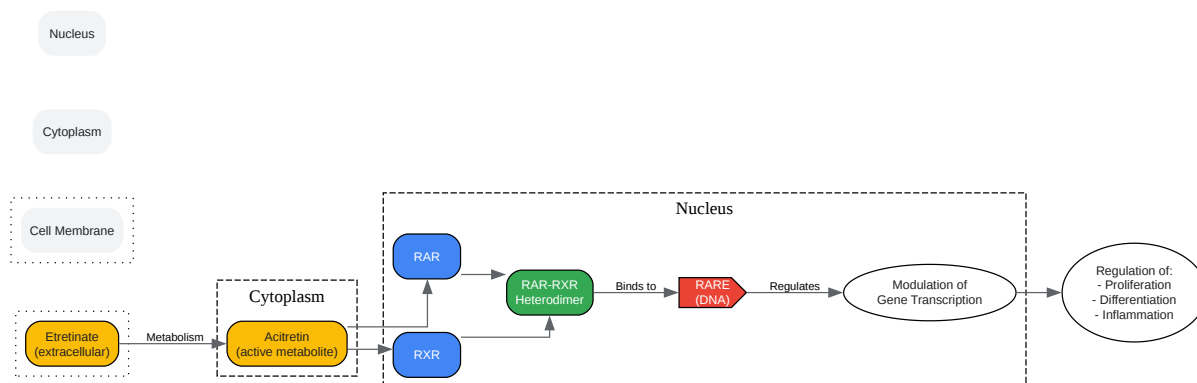 Nucleus
Cytoplasm
Cell Membrane
Nucleus
Cytoplasm
RAR
RXR
RAR-RXR
Heterodimer
Binds to
RARE
(DNA)
Regulates
Modulation of
Gene Transcription
Regulation of:
- Proliferation
- Differentiation
- Inflammation
Etretinate
(extracellular)
Metabolism
Acitretin
(active metabolite)